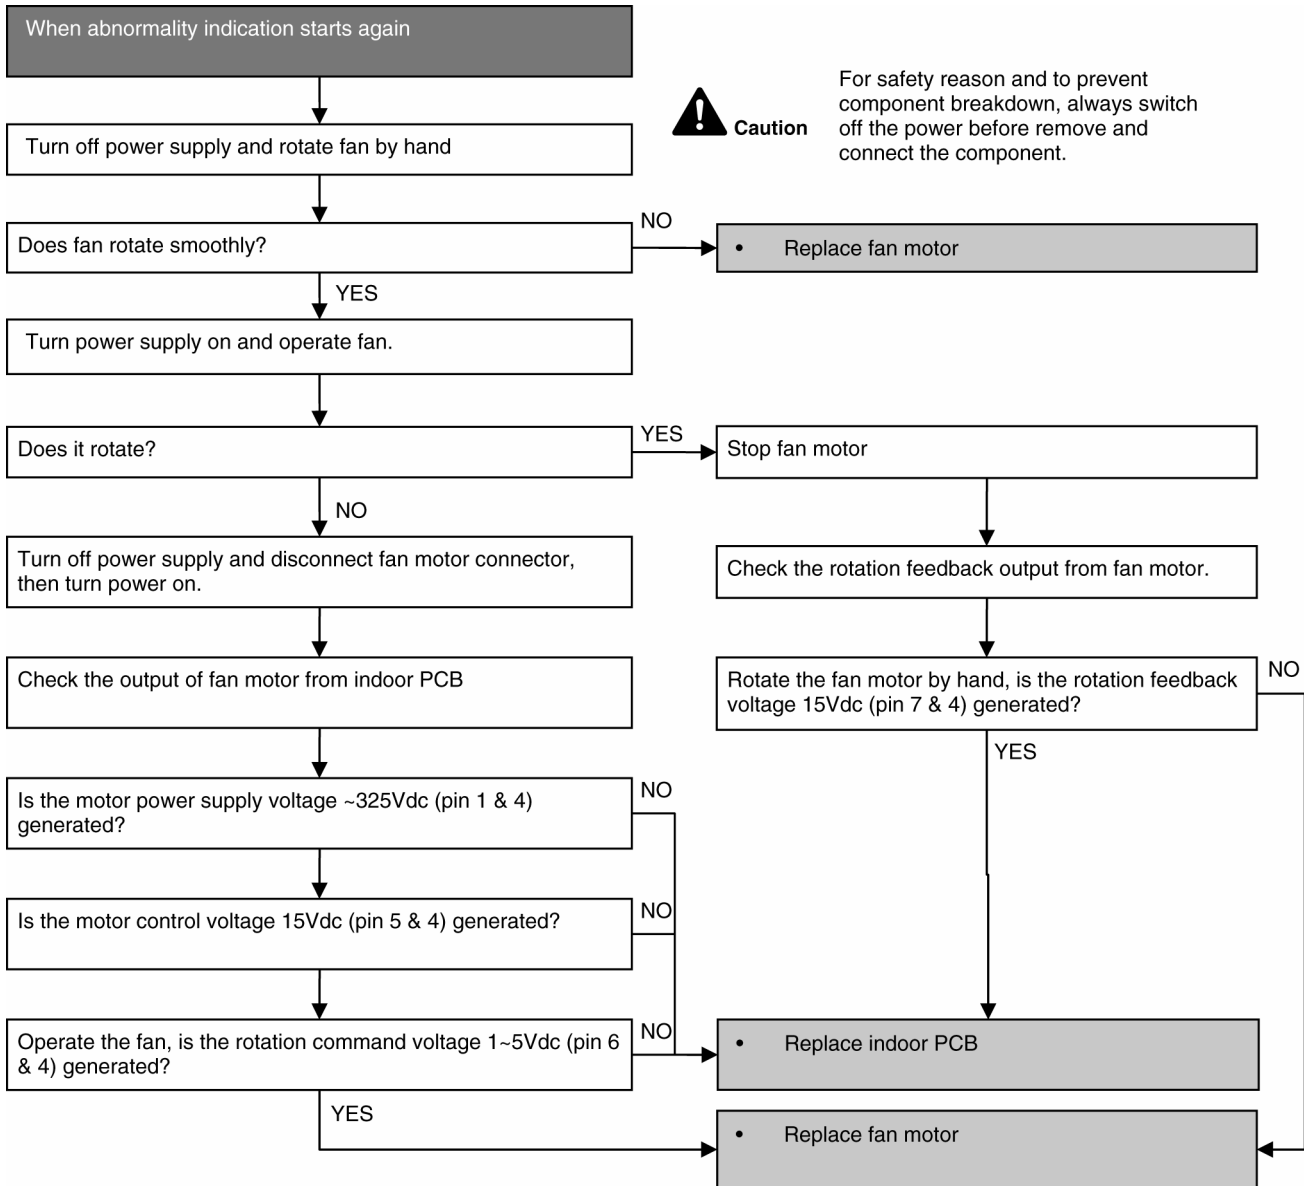 When abnormality indication starts again
Caution
For safety reason and to prevent
component breakdown, always switch
off the power before remove and
connect the component.
Turn off power supply and rotate fan by hand
Does fan rotate smoothly?
NO
• Replace fan motor
YES
Turn power supply on and operate fan.
Does it rotate?
YES
Stop fan motor
NO
Turn off power supply and disconnect fan motor connector,
then turn power on.
Check the rotation feedback output from fan motor.
Check the output of fan motor from indoor PCB
Rotate the fan motor by hand, is the rotation feedback
voltage 15Vdc (pin 7 & 4) generated?
NO
YES
Is the motor power supply voltage ~325Vdc (pin 1 & 4)
generated?
NO
Is the motor control voltage 15Vdc (pin 5 & 4) generated?
NO
Operate the fan, is the rotation command voltage 1~5Vdc (pin 6
& 4) generated?
NO
• Replace indoor PCB
YES
• Replace fan motor